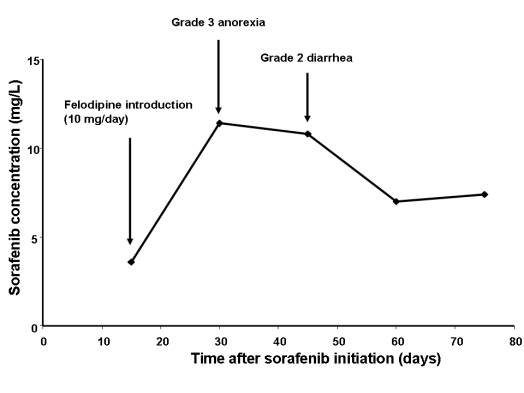 Grade 3 anorexia
Grade 2 diarrhea
Felodipine introduction
(10 mg/day)
Sorafenib concentration (mg/L)
15
10
5
0
0 10 20 30 40 50 60 70 80
Time after sorafenib initiation (days)